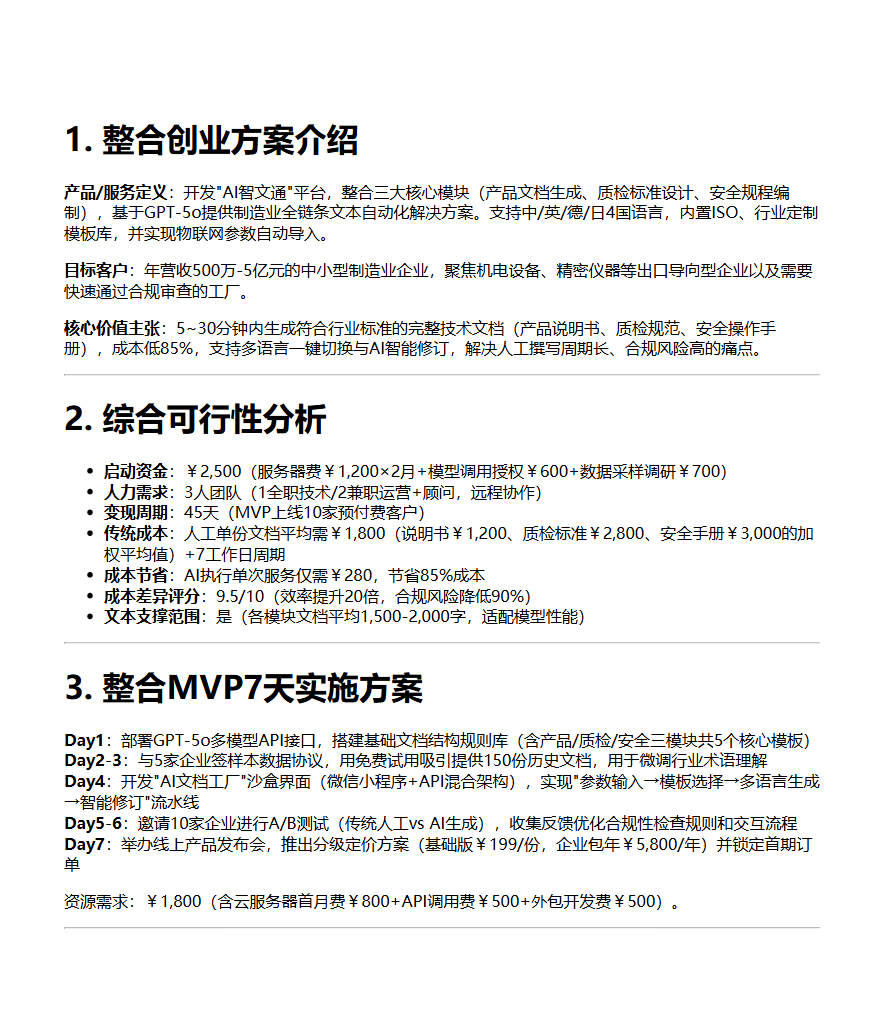 1. 整合创业方案介绍
产品/服务定义：开发"AI智文通"平台，整合三大核心模块（产品文档生成、质检标准设计、安全规程编
制），基于GPT-5o提供制造业全链条文本自动化解决方案。支持中/英/德/日4国语言，内置ISO、行业定制
模板库，并实现物联网参数自动导入。
目标客户：年营收500万-5亿元的中小型制造业企业，聚焦机电设备、精密仪器等出口导向型企业以及需要
快速通过合规审查的工厂。
核心价值主张：5~30分钟内生成符合行业标准的完整技术文档（产品说明书、质检规范、安全操作手
册），成本低85%，支持多语言一键切换与AI智能修订，解决人工撰写周期长、合规风险高的痛点。
2. 综合可行性分析
• 启动资金：￥2,500（服务器费￥1,200×2月+模型调用授权￥600+数据采样调研￥700）
• 人力需求：3人团队（1全职技术/2兼职运营+顾问，远程协作）
• 变现周期：45天（MVP上线10家预付费客户）
• 传统成本：人工单份文档平均需￥1,800（说明书￥1,200、质检标准￥2,800、安全手册￥3,000的加
权平均值）+7工作日周期
• 成本节省：AI执行单次服务仅需￥280，节省85%成本
• 成本差异评分：9.5/10（效率提升20倍，合规风险降低90%）
• 文本支撑范围：是（各模块文档平均1,500-2,000字，适配模型性能）
3. 整合MVP7天实施方案
Day1：部署GPT-5o多模型API接口，搭建基础文档结构规则库（含产品/质检/安全三模块共5个核心模板）
Day2-3：与5家企业签样本数据协议，用免费试用吸引提供150份历史文档，用于微调行业术语理解
Day4：开发"AI文档工厂"沙盒界面（微信小程序+API混合架构），实现"参数输入→模板选择→多语言生成
→智能修订"流水线
Day5-6：邀请10家企业进行A/B测试（传统人工vs AI生成），收集反馈优化合规性检查规则和交互流程
Day7：举办线上产品发布会，推出分级定价方案（基础版￥199/份，企业包年￥5,800/年）并锁定首期订
单
资源需求：￥1,800（含云服务器首月费￥800+API调用费￥500+外包开发费￥500）。